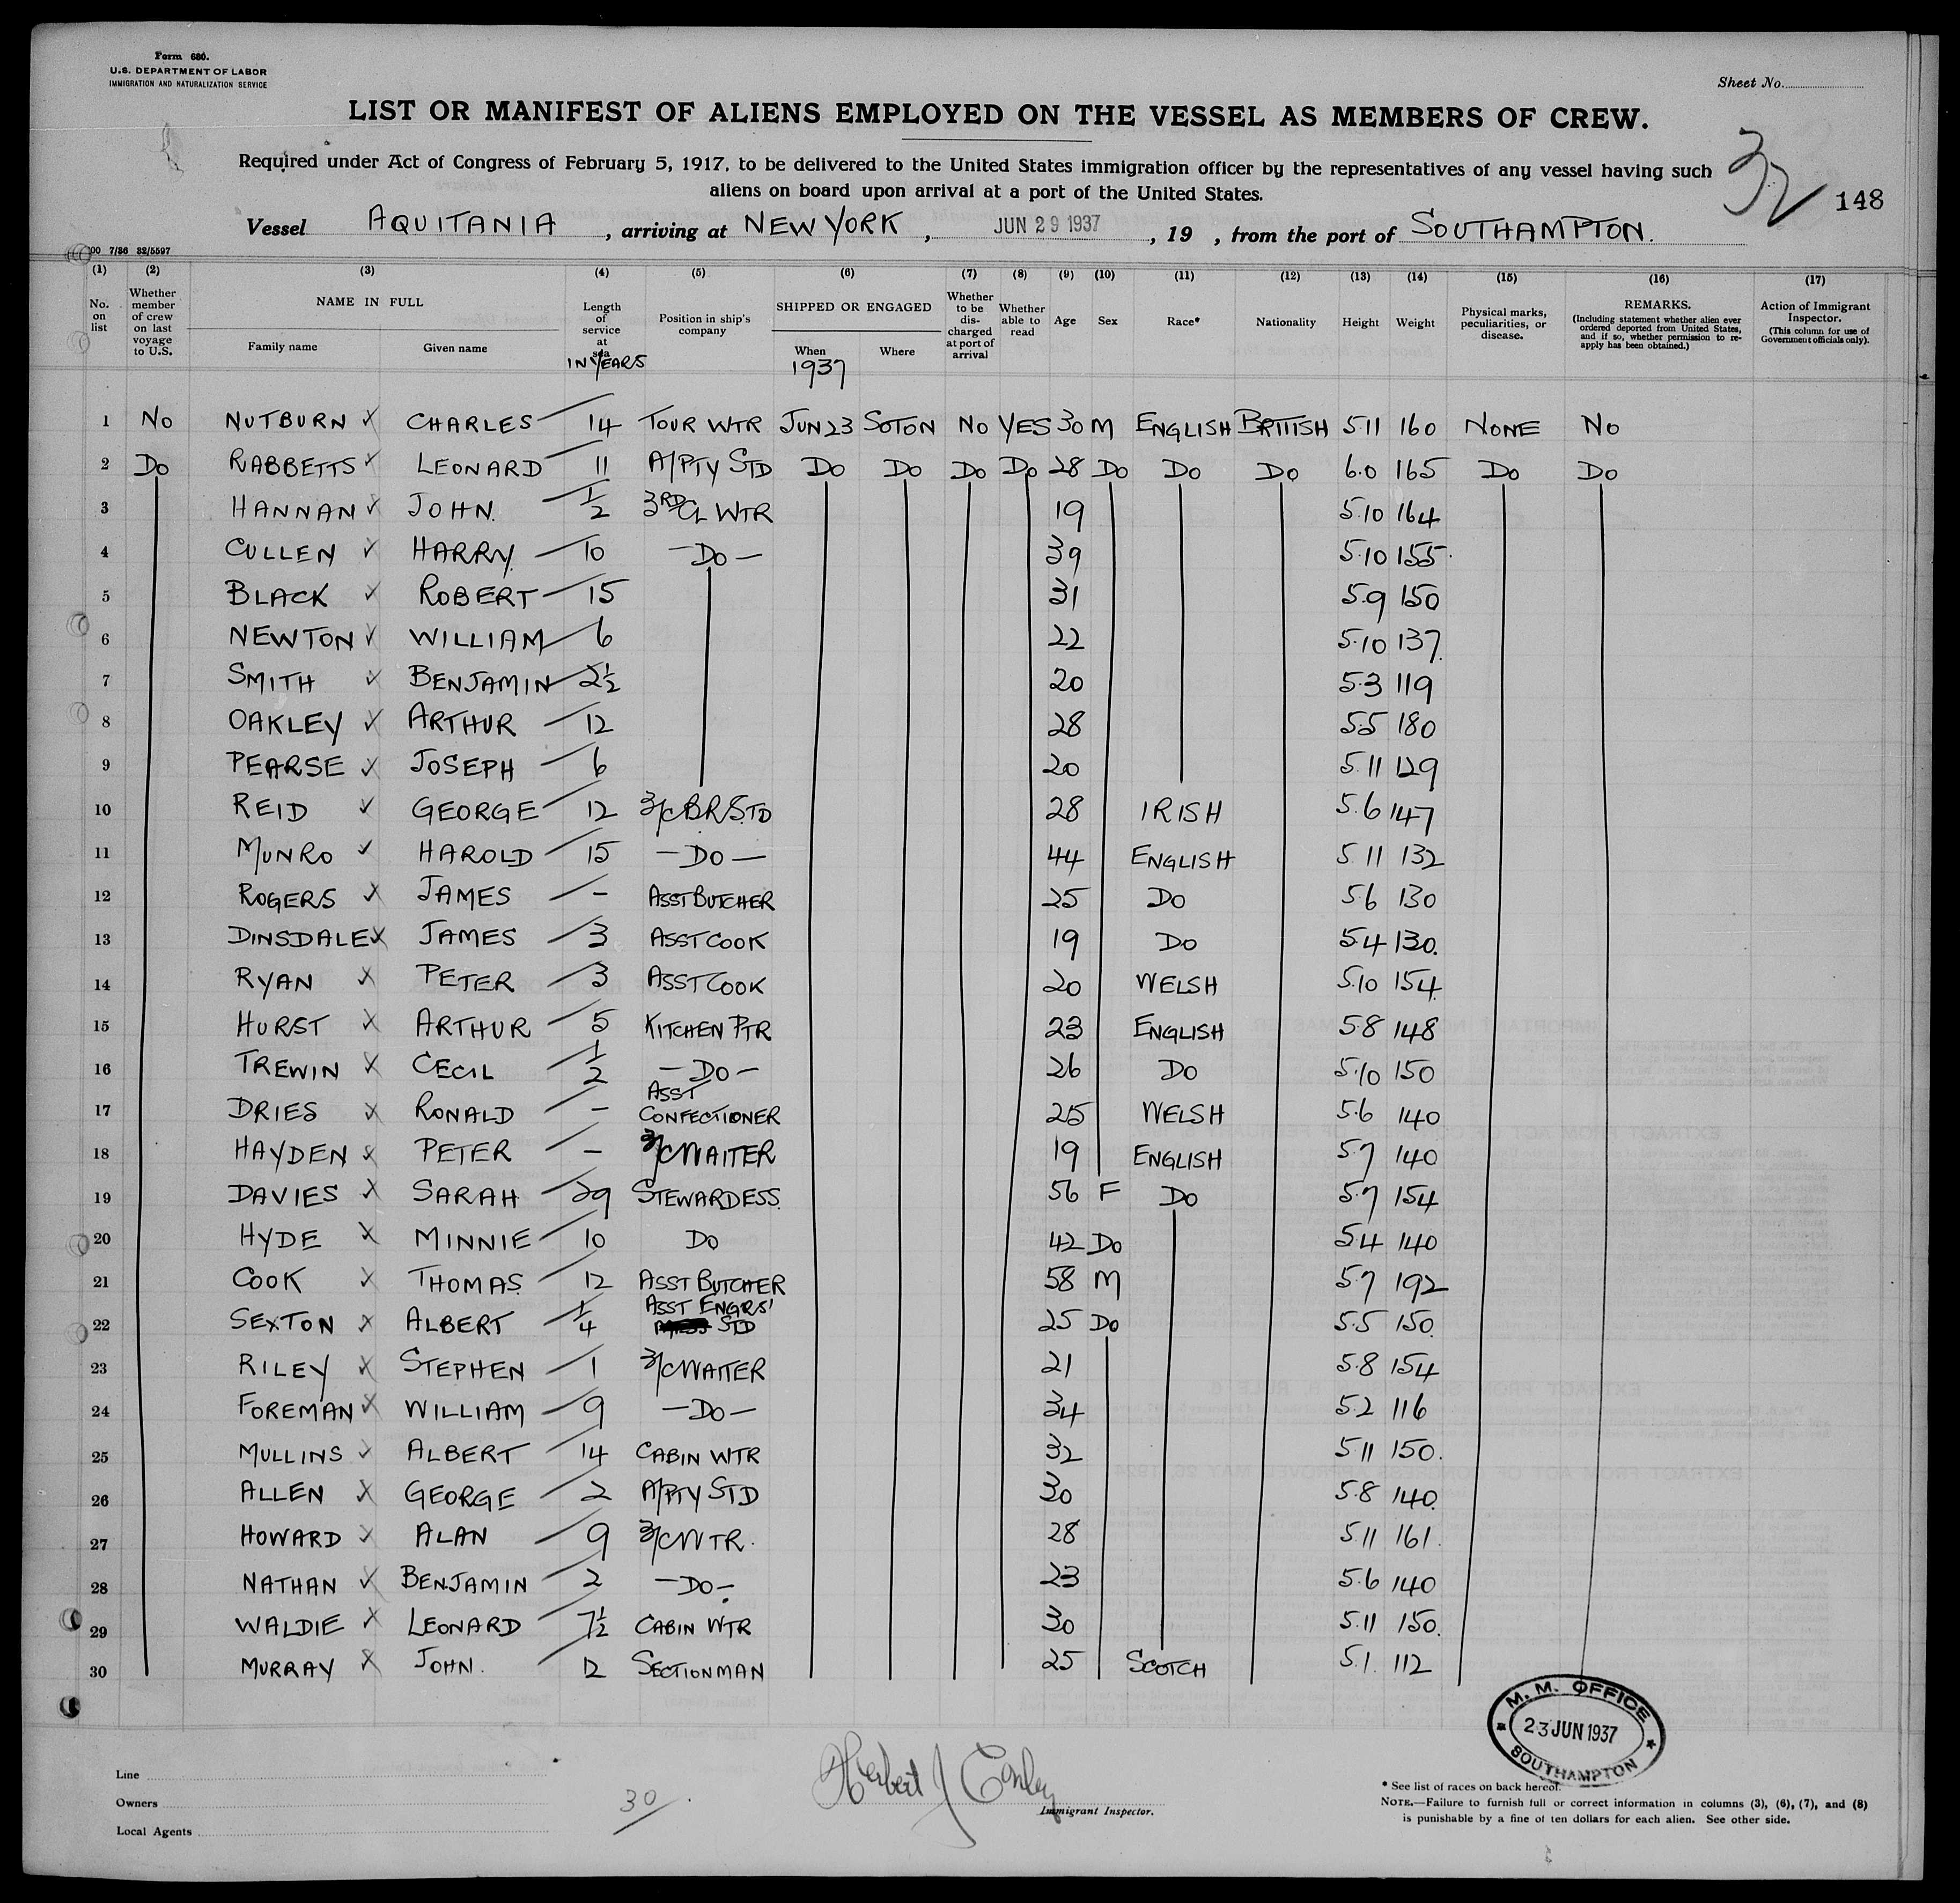 Form 680.
U.S. DEPARTMENT OF LABOR
IMMIGRATION AND NATURALIZATION SERVICE
Sheet No.
LIST OR MANIFEST OF ALIENS EMPLOYED ON THE VESSEL AS MEMBERS OF CREW.
Required under Act of Congress of February 5, 1917, to be delivered to the United States immigration officer by the representatives of any vessel having such
aliens on board upon arrival at a port of the United States.
32 148
Vessel AQUITANIA, arriving at NEW YORK, JUN 29 1937, 19 , from the port of SOUTHAMPTON.
00 7/36 32/5597
(1) (2) (3) (4) (5) (6) (7) (8) (9) (10) (11) (12) (13) (14) (15) (16) (17)
No. on list
Whether member of crew on last voyage to U.S.
NAME IN FULL
Family name Given name
Length of service at sea
IN YEARS
Position in ship's company
SHIPPED OR ENGAGED
When Where
1937
Whether to be discharged at port of arrival
Whether able to read
Age
Sex
Race*
Nationality
Height
Weight
Physical marks, peculiarities, or disease.
REMARKS.
(Including statement whether alien ever ordered deported from United States, and if so, whether permission to re-apply has been obtained.)
Action of Immigrant Inspector.
(This column for use of Government officials only).
1 NO NUTBURN CHARLES 14 TOUR WTR JUN 23 SOTON NO YES 30 M ENGLISH BRITISH 5 11 160 NONE NO
2 DO RABBETTS LEONARD 11 A/PTY STD DO DO DO DO 28 DO DO DO 6.0 165 DO DO
3 HANNAN JOHN. 1/2 3RD CL WTR 19 5.10 164
4 CULLEN HARRY. 10 -DO- 39 5.10 155
5 BLACK ROBERT 15 31 5.9 150
6 NEWTON WILLIAM 6 22 5.10 137.
7 SMITH BENJAMIN 2 1/2 20 5.3 119
8 OAKLEY ARTHUR 12 28 5.5 180
9 PEARSE JOSEPH 6 20 5.11 129
10 REID GEORGE 12 3/C B.R.STD 28 IRISH 5.6 147
11 MUNRO HAROLD 15 -DO- 44 ENGLISH 5 11 132
12 ROGERS JAMES - ASST BUTCHER 25 DO 5.6 130
13 DINSDALE JAMES 3 ASST COOK 19 DO 5.4 130.
14 RYAN PETER 3 ASST COOK 20 WELSH 5.10 154
15 HURST ARTHUR 5 KITCHEN PTR 23 ENGLISH 5.8 148
16 TREWIN CECIL 1/2 -DO- 26 DO 5.10 150
17 DRIES RONALD - ASST CONFECTIONER 25 WELSH 5.6 140
18 HAYDEN PETER - 3/C WAITER 19 ENGLISH 5.7 140
19 DAVIES SARAH 29 STEWARDESS. 56 F DO 5.7 154
20 HYDE MINNIE 10 DO 42 DO 5.4 140
21 COOK THOMAS. 12 ASST BUTCHER 58 M 5.7 192
22 SEXTON ALBERT 1/4 ASST ENGRS' STD 25 DO 5.5 150.
23 RILEY STEPHEN 1 3/C WAITER 21 5.8 154
24 FOREMAN WILLIAM 9 -DO- 34 5.2 116
25 MULLINS ALBERT 14 CABIN WTR 32 5.11 150.
26 ALLEN GEORGE 2 A/PTY STD 30 5.8 140.
27 HOWARD ALAN 9 3/C WTR. 28 5.11 161.
28 NATHAN BENJAMIN 2 -DO- 23 5.6 140
29 WALDIE LEONARD 7 1/2 CABIN WTR 30 5.11 150.
30 MURRAY JOHN. 12 SECTIONMAN 25 SCOTCH 5.1. 112
M. M. OFFICE
23 JUN 1937
SOUTHAMPTON
Line
Owners
Local Agents
30
Herbert J Conley
Immigrant Inspector.
* See list of races on back hereof.
NOTE.—Failure to furnish full or correct information in columns (3), (6), (7), and (8)
is punishable by a fine of ten dollars for each alien. See other side.